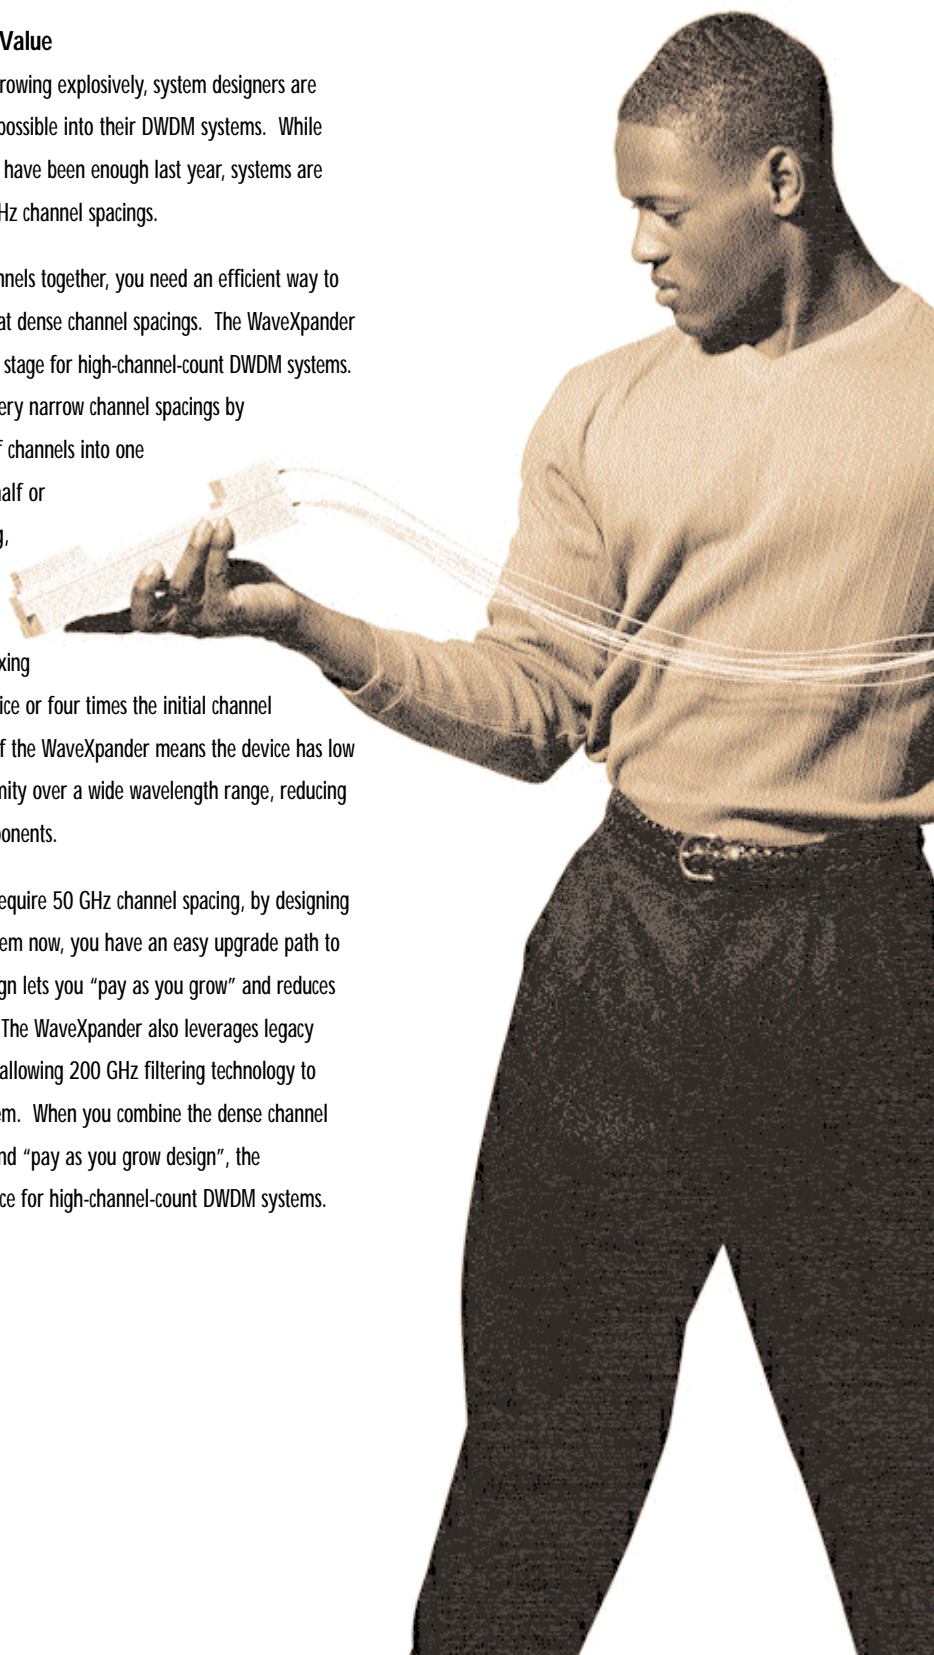 Value
rowing explosively, system designers are
possible into their DWDM systems. While
have been enough last year, systems are
Hz channel spacings.
nnels together, you need an efficient way to
at dense channel spacings. The WaveXpander
stage for high-channel-count DWDM systems.
ery narrow channel spacings by
f channels into one
alf or
g,
xing
ice or four times the initial channel
f the WaveXpander means the device has low
mity over a wide wavelength range, reducing
onents.
equire 50 GHz channel spacing, by designing
em now, you have an easy upgrade path to
gn lets you “pay as you grow” and reduces
The WaveXpander also leverages legacy
allowing 200 GHz filtering technology to
em. When you combine the dense channel
nd “pay as you grow design”, the
ce for high-channel-count DWDM systems.